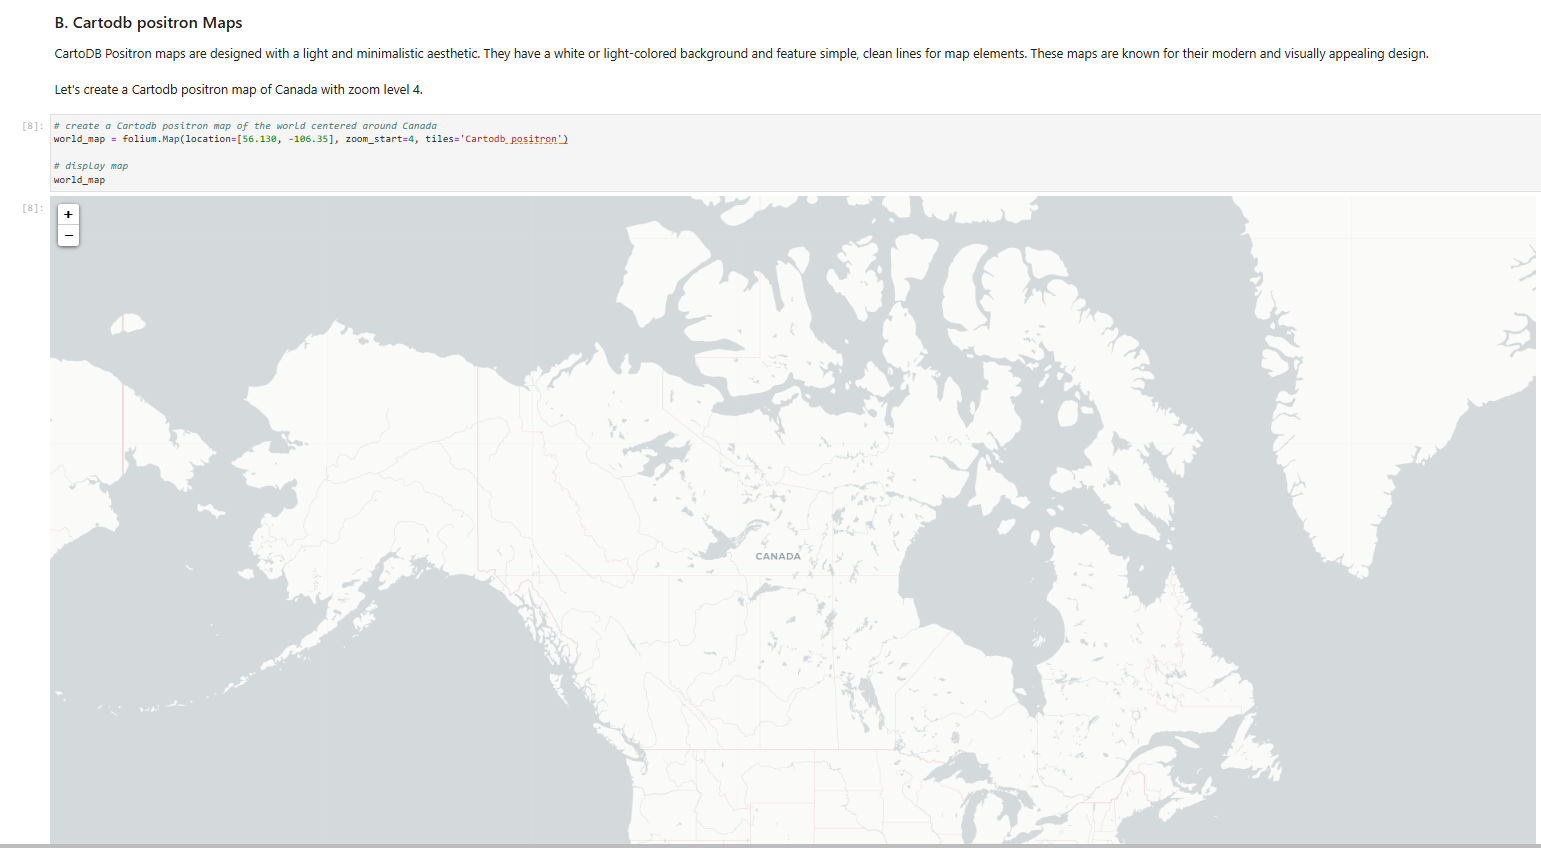 B. Cartodb positron Maps
CartoDB Positron maps are designed with a light and minimalistic aesthetic. They have a white or light-colored background and feature simple, clean lines for map elements. These maps are known for their modern and visually appealing design.
Let's create a Cartodb positron map of Canada with zoom level 4.
[8]:
# create a Cartodb positron map of the world centered around Canada
world_map = folium.Map(location=[56.130, -106.35], zoom_start=4, tiles='Cartodb positron')
# display map
world_map
[8]:
+
−
CANADA